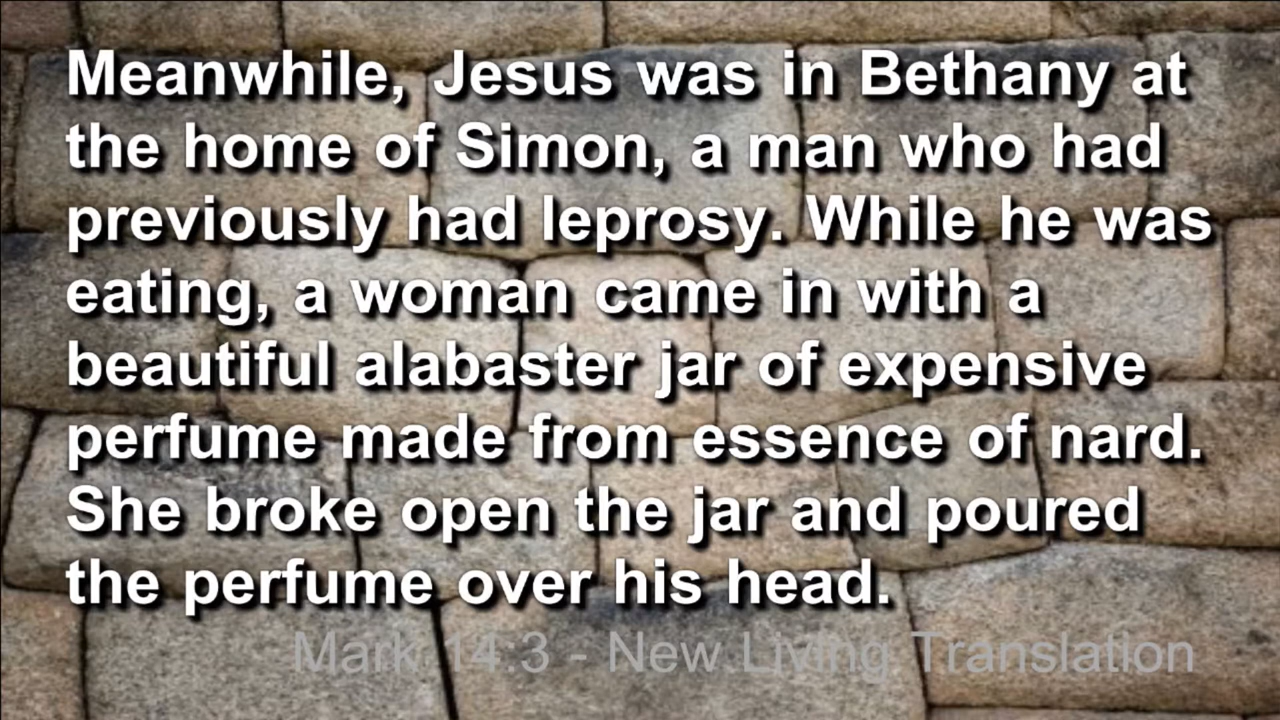 Meanwhile, Jesus was in Bethany at
the home of Simon, a man who had
previously had leprosy. While he was
eating, a woman came in with a
beautiful alabaster jar of expensive
perfume made from essence of nard.
She broke open the jar and poured
the perfume over his head.
Mark 14:3 - New Living Translation